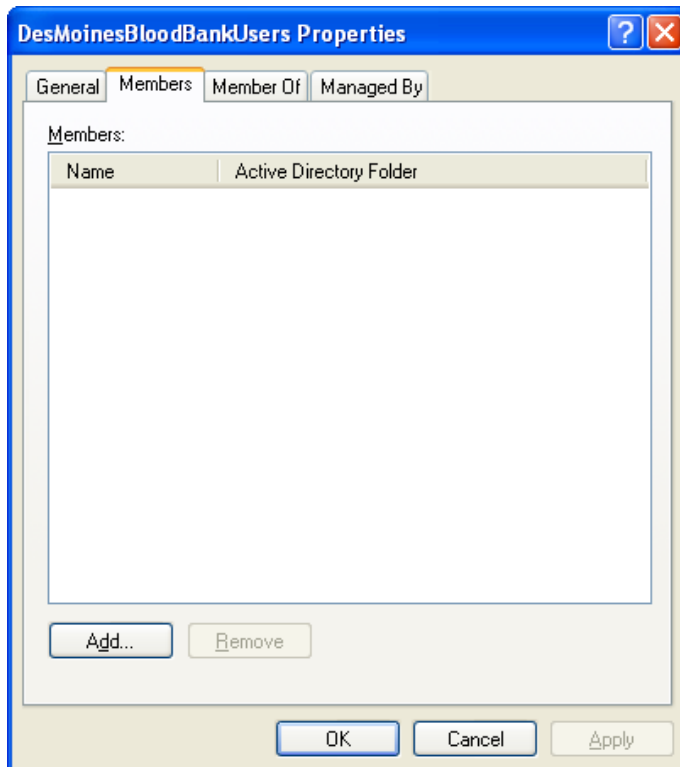 DesMoinesBloodBankUsers Properties
General Members Member Of Managed By
Members:
Name Active Directory Folder
Add... Remove
OK Cancel Apply